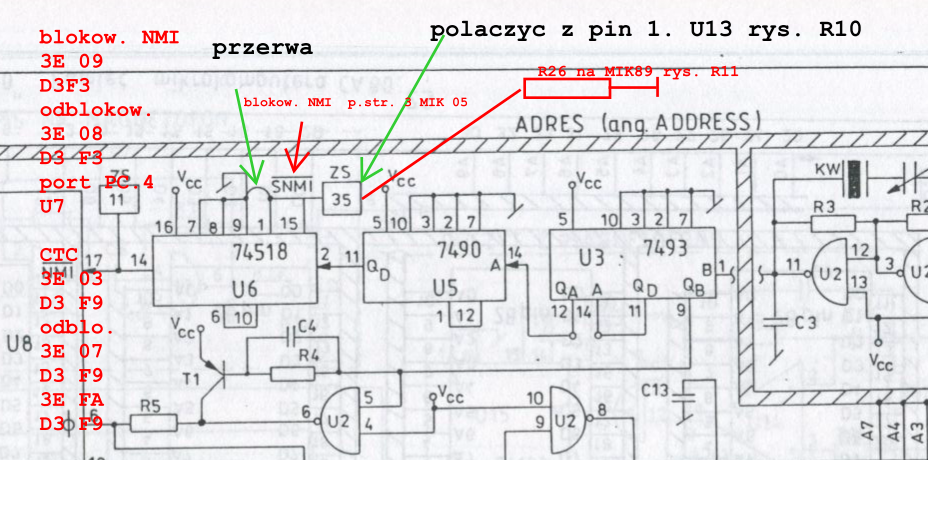 blokow. NMI
3E 09
D3F3
odblokow.
3E 08
D3 F3
port PC.4
U7
CTC
3E 03
D3 F9
odblo.
3E 07
D3 F9
3E FA
D3 F9
przerwa
polaczyc z pin 1. U13 rys. R10
R26 na MIK89 rys. R11
blokow. NMI p.str. 3 MIK 05
ADRES (ang. ADDRESS)
ZS
11
VCC
SNMI
ZS
35
VCC
VCC
KW
R3
16 7 8 9 1 15
5 10 3 2 7
5 10 3 2 7
74518
7490
7493
NMI 17 14
U6
2 11
QD
U5
A
14
U3
QA A QD QB
B 1
11
U2
12
13
3
6 10
1 12
12 14 11 9
C3
VCC
C4
R4
U8
T1
VCC
R5
6
6
U2
5
4
VCC
10
9
U2
8
C13
A7
A4
A3